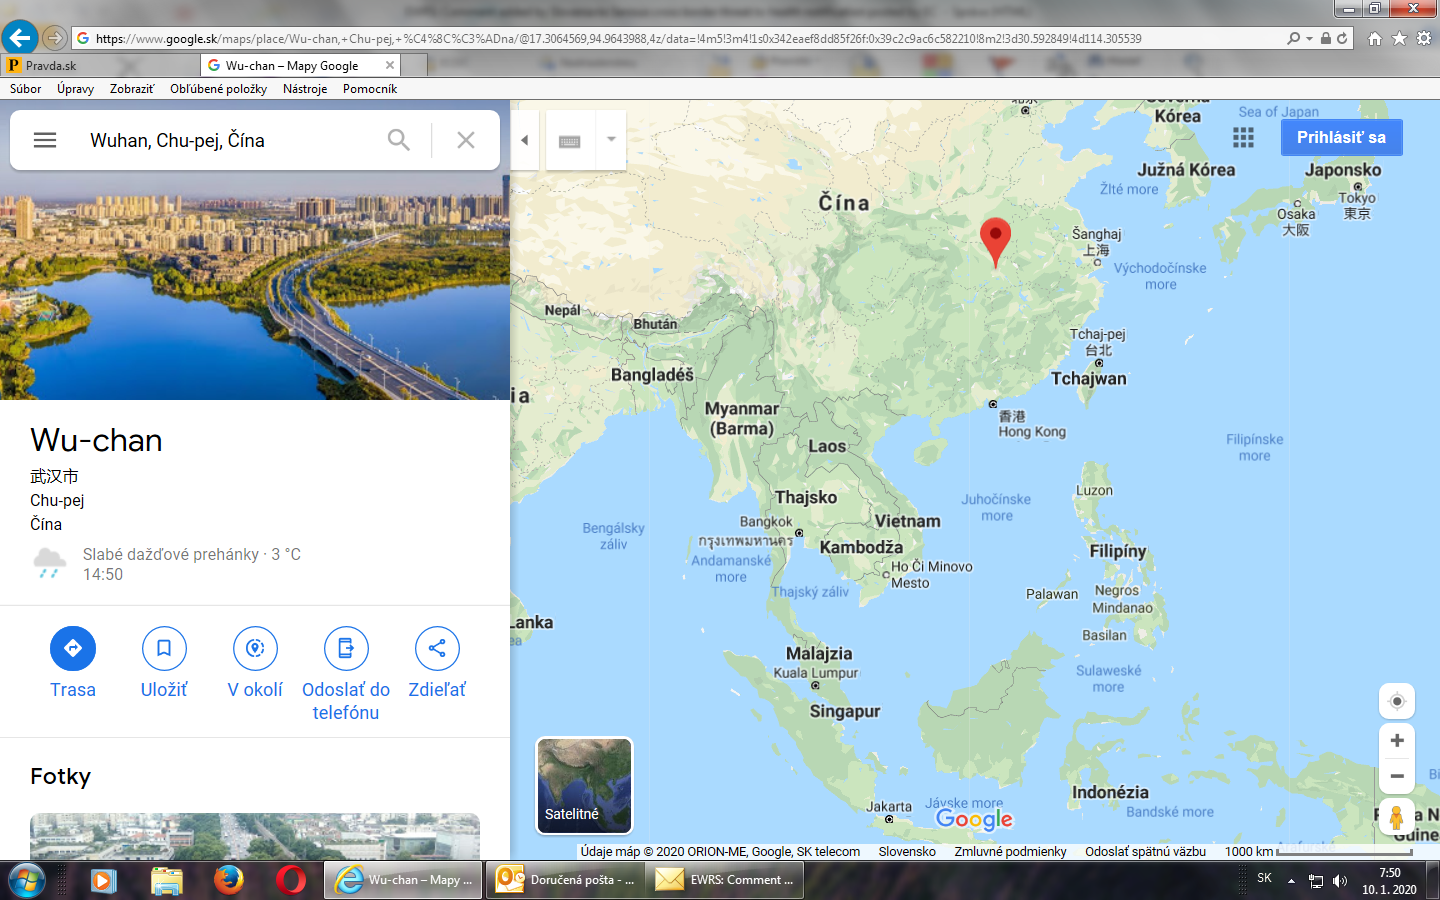 https://www.google.sk/maps/place/Wu-chan,+Chu-pej,+%C4%8C%C3%ADna/@17.3064569,94.9643988,4z/data=!4m5!3m4!1s0x342eaef8dd85f26f:0x39c2c9ac6c582210!8m2!3d30.592849!4d114.305539
Pravda.sk
Wu-chan – Mapy Google
Súbor Úpravy Zobraziť Obľúbené položky Nástroje Pomocník
Wuhan, Chu-pej, Čína
Wu-chan
武汉市
Chu-pej
Čína
Slabé dažďové prehánky · 3 °C
14:50
Trasa
Uložiť
V okolí
Odoslať do
telefónu
Zdieľať
Fotky
Kórea
Sea of Japan
Prihlásiť sa
Južná Kórea
Japonsko
Žlté more
Tokyo
東京
Osaka
大阪
Čína
Šanghaj
上海
Východočínske
more
Nepál
Bhután
Tchaj-pej
台北
Bangladéš
Tchajwan
Myanmar
(Barma)
香港
Hong Kong
Laos
Filipínske
more
Thajsko
Luzon
Juhočínske
more
Bengálsky
záliv
Bangkok
กรุงเทพมหานคร
Vietnam
Kambodža
Filipíny
Andamanské
more
Ho Či Minovo
Mesto
Thajský záliv
Palawan
Negros
Mindanao
Basilan
Lanka
Malajzia
Kuala Lumpur
Sulaweské
more
Singapur
Indonézia
Jakarta
Jávske more
Bandské more
Satelitné
Google
Údaje máp © 2020 ORION-ME, Google, SK telecom Slovensko Zmluvné podmienky Odoslať spätnú väzbu 1000 km
Wu-chan – Mapy ...
Doručená pošta - ...
EWRS: Comment ...
SK
7:50
10. 1. 2020